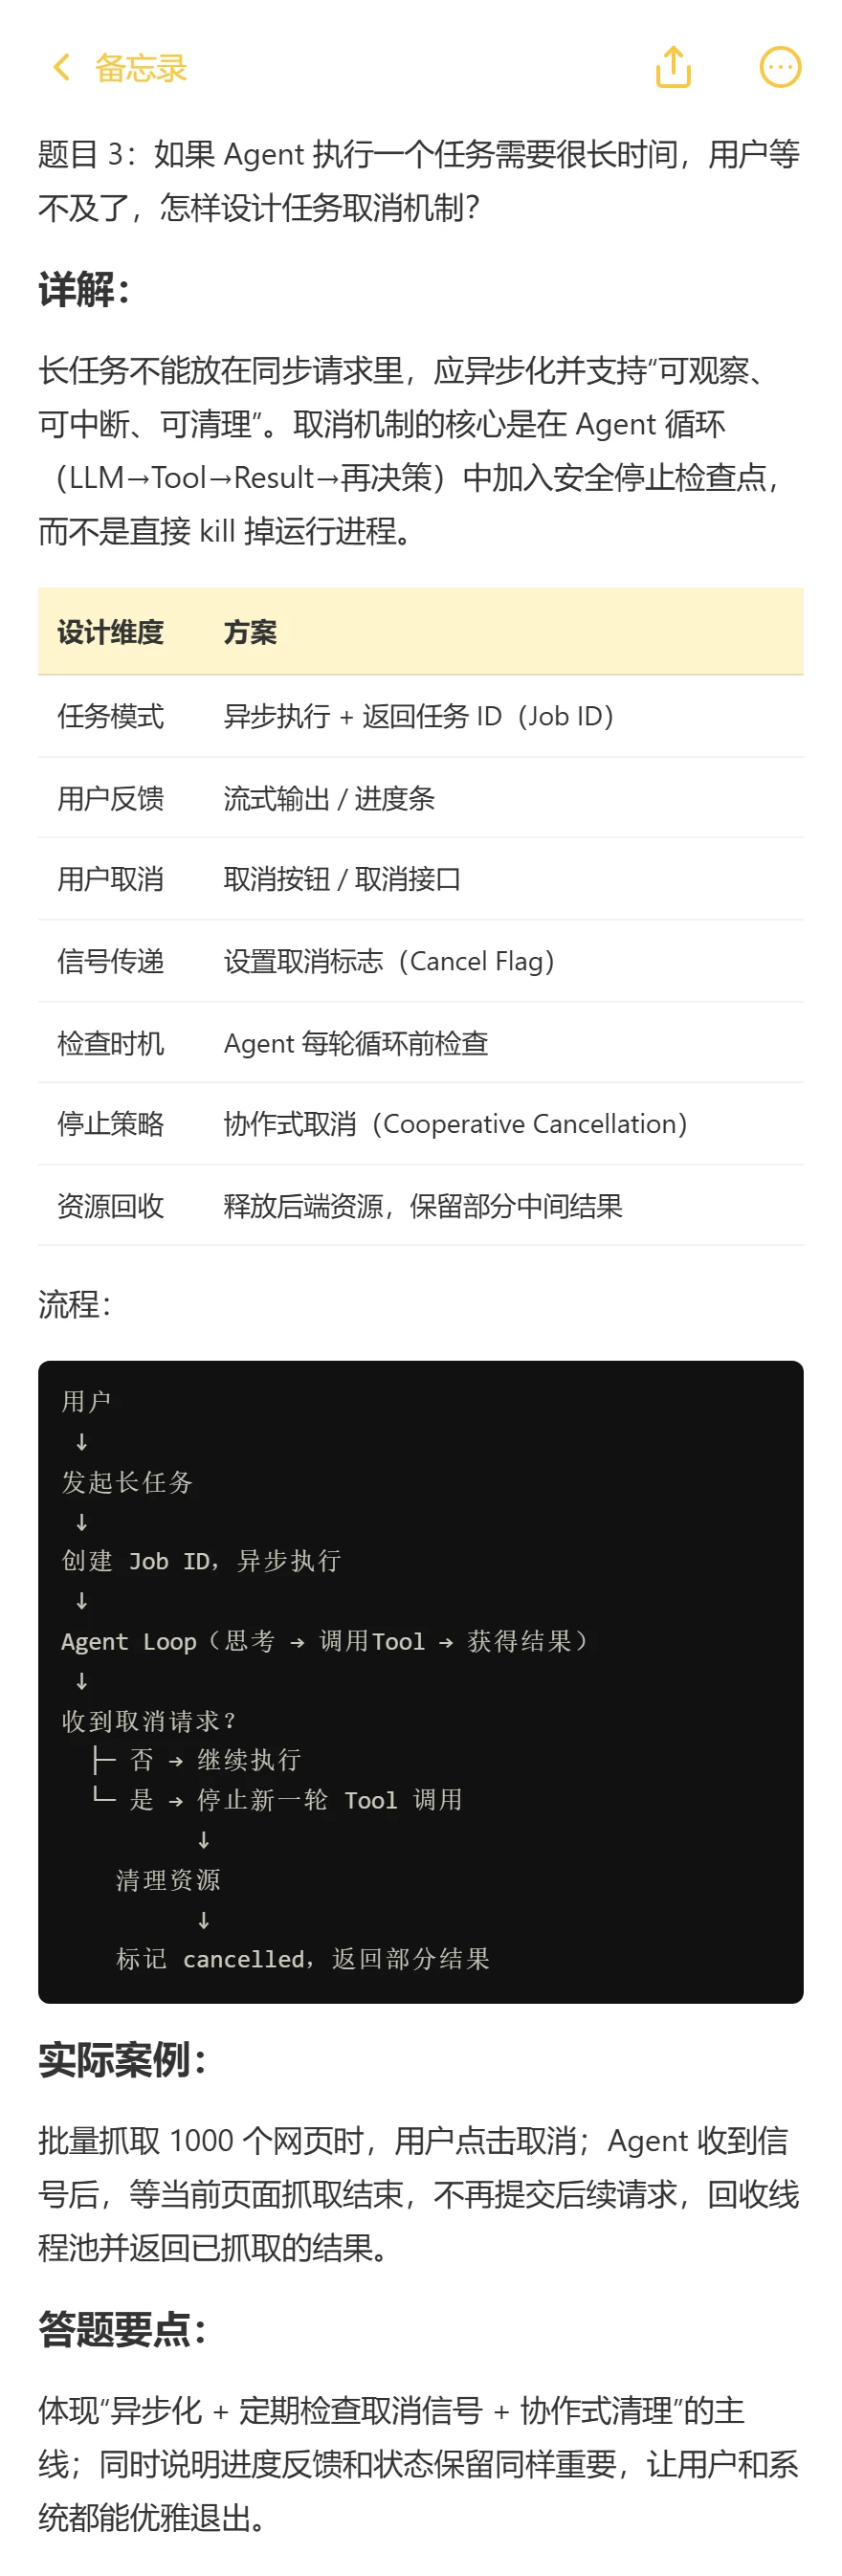 备忘录
题目 3：如果 Agent 执行一个任务需要很长时间，用户等
不及了，怎样设计任务取消机制？
详解：
长任务不能放在同步请求里，应异步化并支持“可观察、
可中断、可清理”。取消机制的核心是在 Agent 循环
（LLM→Tool→Result→再决策）中加入安全停止检查点，
而不是直接 kill 掉运行进程。
设计维度 方案
任务模式 异步执行 + 返回任务 ID（Job ID）
用户反馈 流式输出 / 进度条
用户取消 取消按钮 / 取消接口
信号传递 设置取消标志（Cancel Flag）
检查时机 Agent 每轮循环前检查
停止策略 协作式取消（Cooperative Cancellation）
资源回收 释放后端资源，保留部分中间结果
流程：
用户
↓
发起长任务
↓
创建 Job ID，异步执行
↓
Agent Loop（思考 → 调用Tool → 获得结果）
↓
收到取消请求？
├─ 否 → 继续执行
└─ 是 → 停止新一轮 Tool 调用
↓
清理资源
↓
标记 cancelled，返回部分结果
实际案例：
批量抓取 1000 个网页时，用户点击取消；Agent 收到信
号后，等当前页面抓取结束，不再提交后续请求，回收线
程池并返回已抓取的结果。
答题要点：
体现“异步化 + 定期检查取消信号 + 协作式清理”的主
线；同时说明进度反馈和状态保留同样重要，让用户和系
统都能优雅退出。